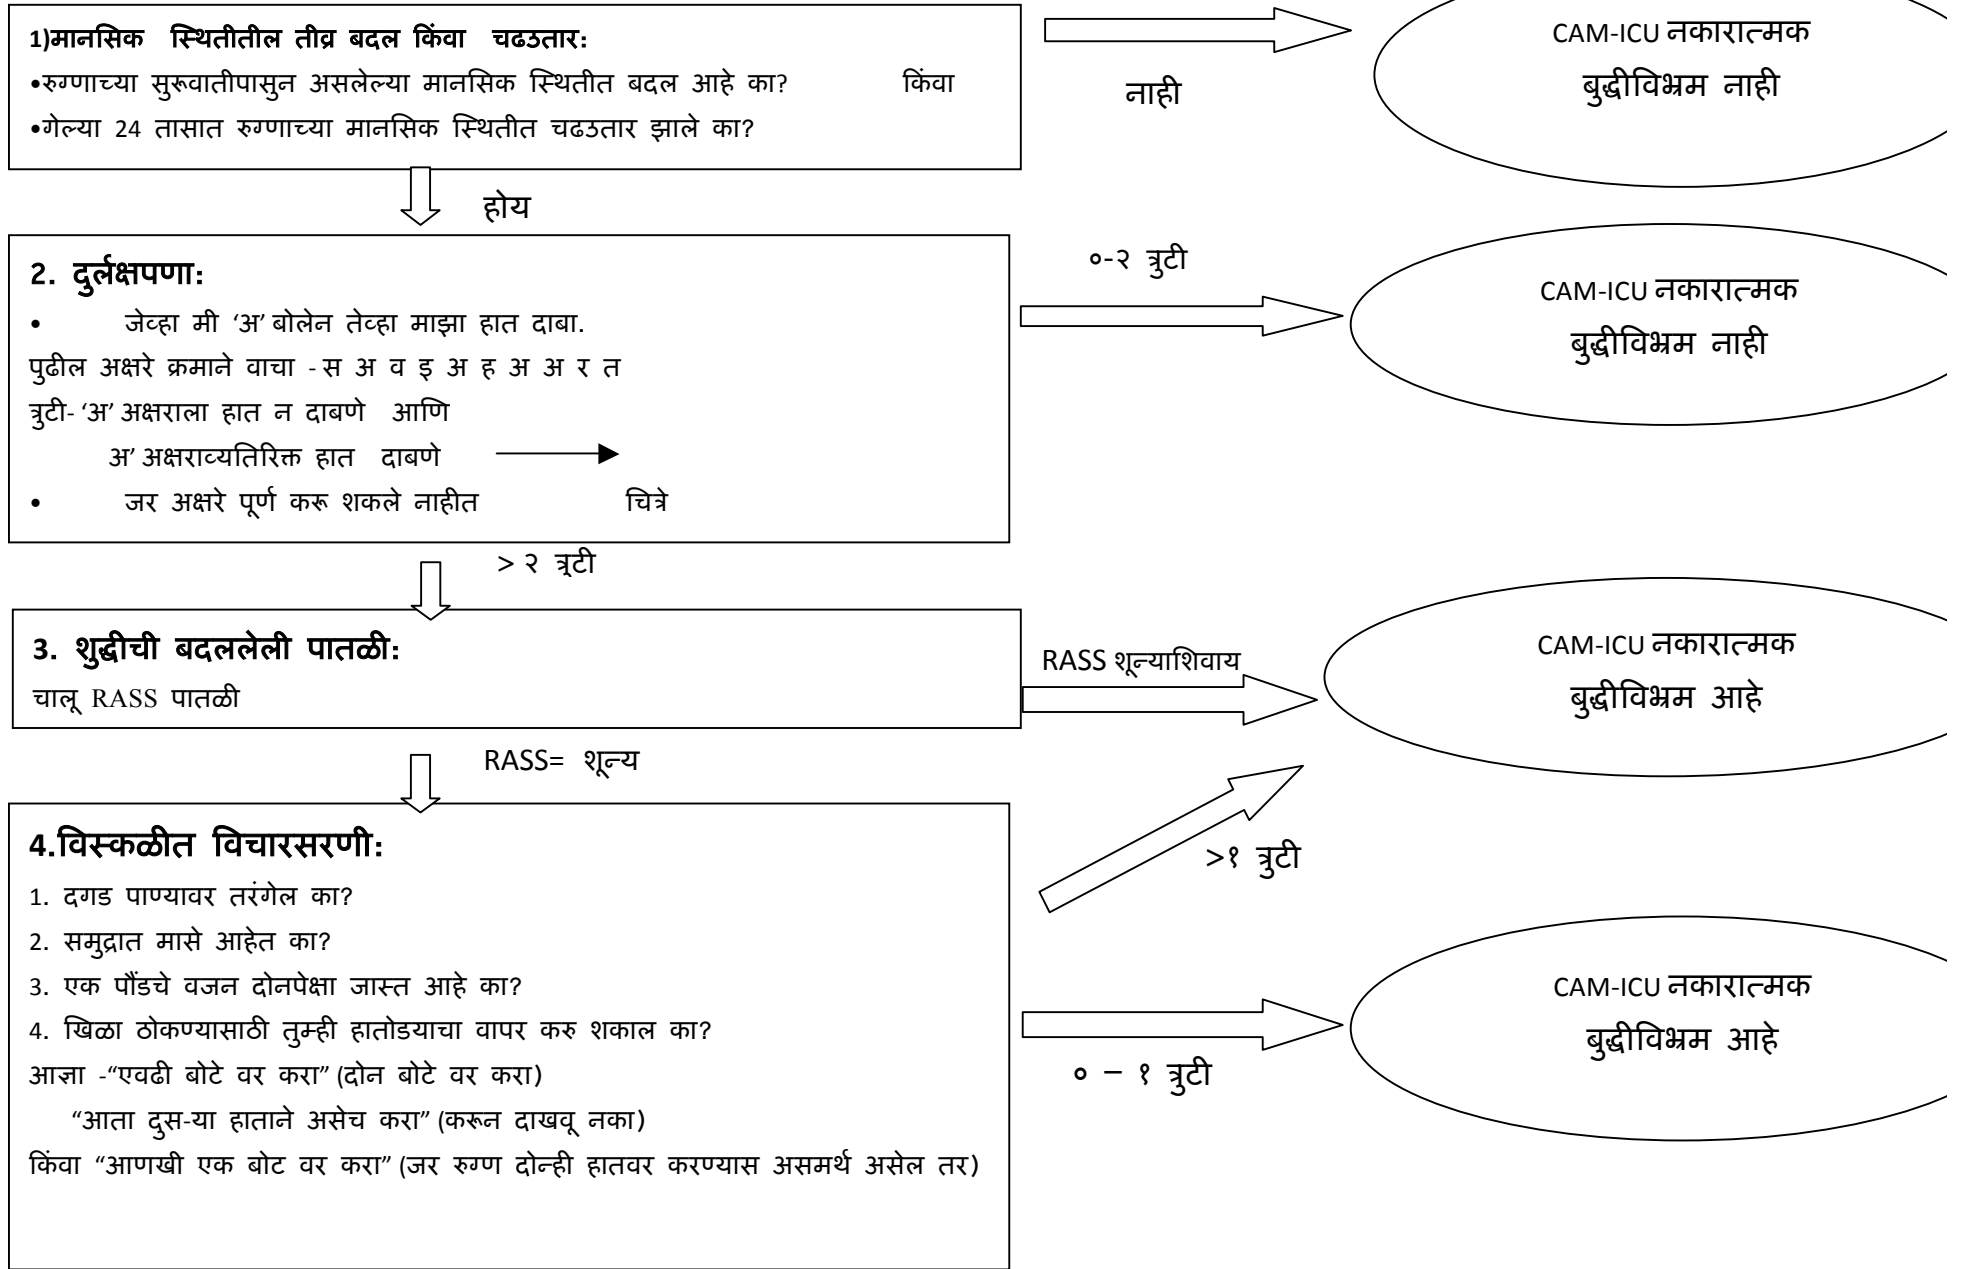 1)मानसिक स्थितीतील तीव्र बदल किंवा चढउतार:
•रुग्णाच्या सुरूवातीपासुन असलेल्या मानसिक स्थितीत बदल आहे का? किंवा
•गेल्या 24 तासात रुग्णाच्या मानसिक स्थितीत चढउतार झाले का?
नाही
CAM-ICU नकारात्मक
बुद्धीविभ्रम नाही
होय
2. दुर्लक्षपणा:
• जेव्हा मी ‘अ’ बोलेन तेव्हा माझा हात दाबा.
पुढील अक्षरे क्रमाने वाचा - स अ व इ अ ह अ अ र त
त्रुटी- ‘अ’ अक्षराला हात न दाबणे आणि
अ’ अक्षराव्यतिरिक्त हात दाबणे
• जर अक्षरे पूर्ण करू शकले नाहीत चित्रे
०-२ त्रुटी
CAM-ICU नकारात्मक
बुद्धीविभ्रम नाही
> २ त्रुटी
3. शुद्धीची बदललेली पातळी:
चालू RASS पातळी
RASS शून्याशिवाय
CAM-ICU नकारात्मक
बुद्धीविभ्रम आहे
RASS= शून्य
4.विस्कळीत विचारसरणी:
1. दगड पाण्यावर तरंगेल का?
2. समुद्रात मासे आहेत का?
3. एक पौंडचे वजन दोनपेक्षा जास्त आहे का?
4. खिळा ठोकण्यासाठी तुम्ही हातोडयाचा वापर करु शकाल का?
आज्ञा -“एवढी बोटे वर करा” (दोन बोटे वर करा)
“आता दुस-या हाताने असेच करा” (करून दाखवू नका)
किंवा “आणखी एक बोट वर करा” (जर रुग्ण दोन्ही हातवर करण्यास असमर्थ असेल तर)
>१ त्रुटी
० – १ त्रुटी
CAM-ICU नकारात्मक
बुद्धीविभ्रम आहे